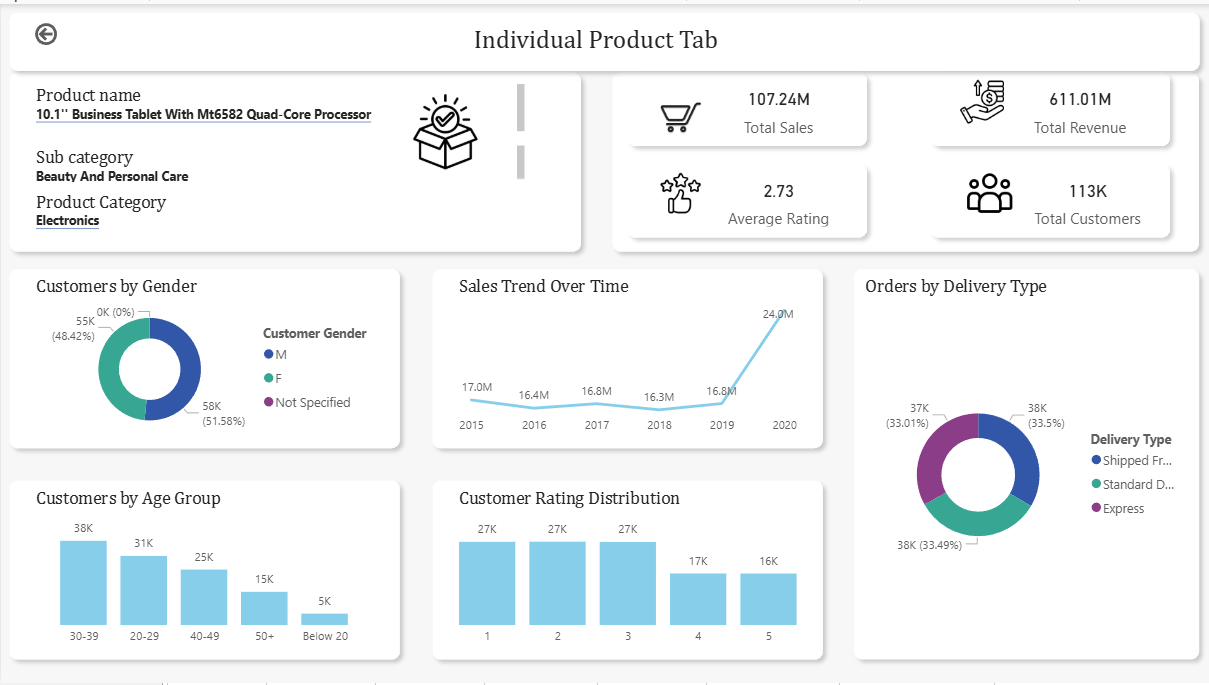 Individual Product Tab
Product name
10.1'' Business Tablet With Mt6582 Quad-Core Processor
Sub category
Beauty And Personal Care
Product Category
Electronics
107.24M
Total Sales
611.01M
Total Revenue
2.73
Average Rating
113K
Total Customers
Customers by Gender
0K (0%)
55K
(48.42%)
58K
(51.58%)
Customer Gender
M
F
Not Specified
Sales Trend Over Time
17.0M
16.4M
16.8M
16.3M
16.8M
24.0M
2015
2016
2017
2018
2019
2020
Orders by Delivery Type
37K
(33.01%)
38K
(33.5%)
38K (33.49%)
Delivery Type
Shipped Fr...
Standard D...
Express
Customers by Age Group
38K
31K
25K
15K
5K
30-39
20-29
40-49
50+
Below 20
Customer Rating Distribution
27K
27K
27K
17K
16K
1
2
3
4
5